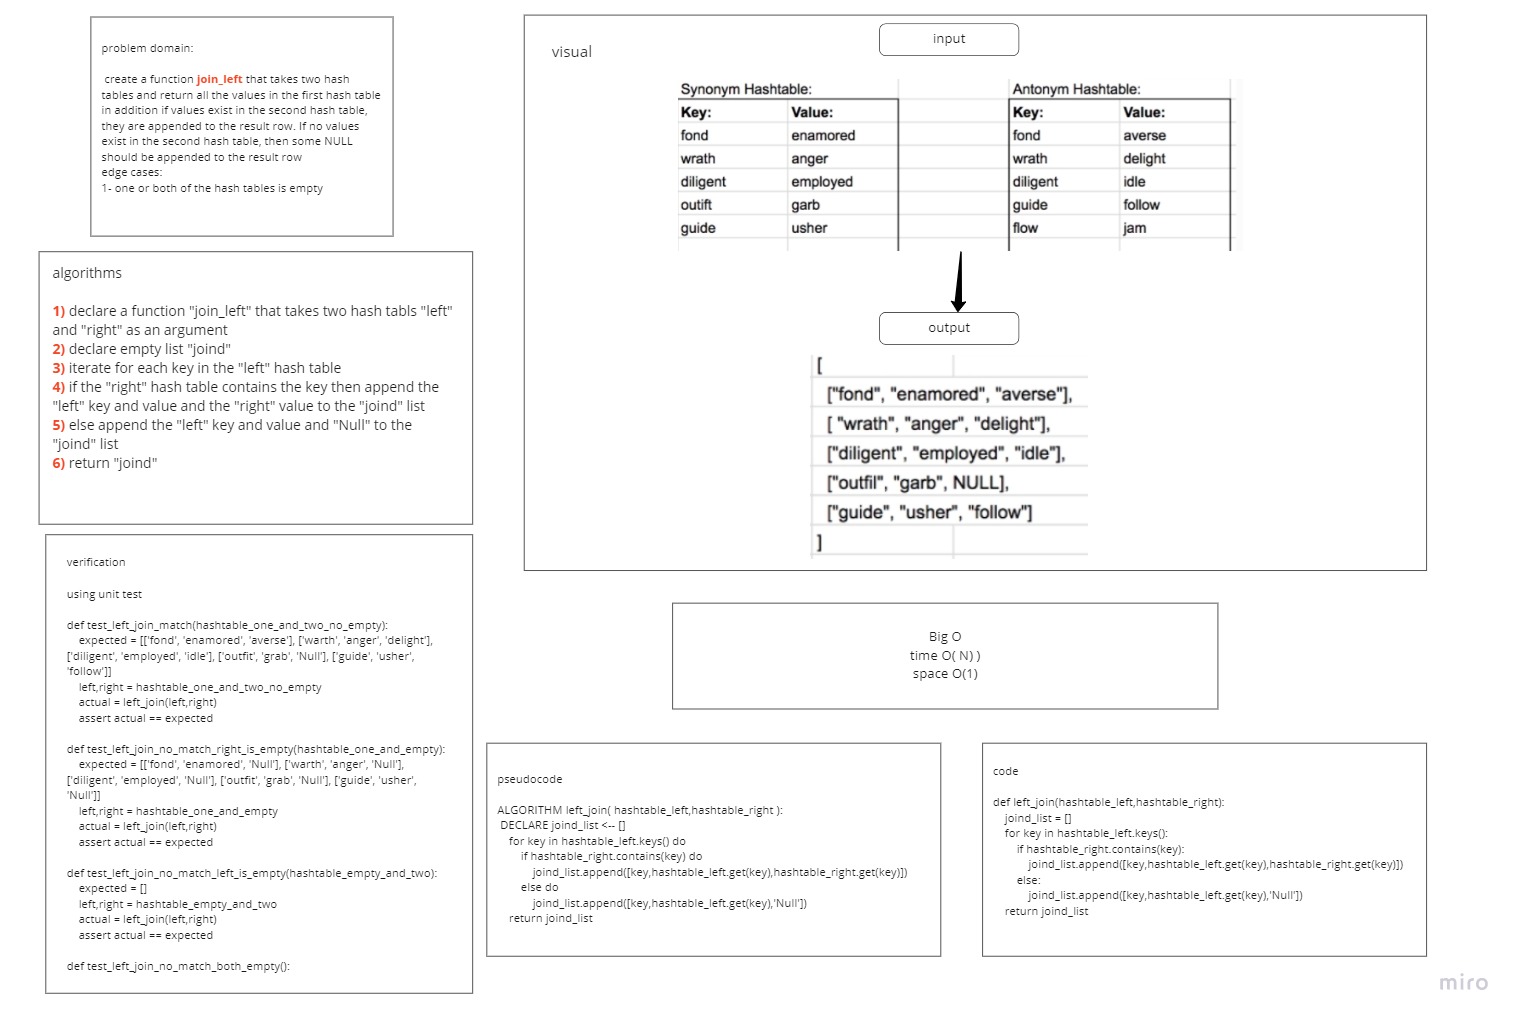 problem domain:
create a function join_left that takes two hash
tables and return all the values in the first hash table
in addition if values exist in the second hash table,
they are appended to the result row. If no values
exist in the second hash table, then some NULL
should be appended to the result row
edge cases:
1- one or both of the hash tables is empty
algorithms
1) declare a function "join_left" that takes two hash tabls "left"
and "right" as an argument
2) declare empty list "joind"
3) iterate for each key in the "left" hash table
4) if the "right" hash table contains the key then append the
"left" key and value and the "right" value to the "joind" list
5) else append the "left" key and value and "Null" to the
"joind" list
6) return "joind"
verification
using unit test
def test_left_join_match(hashtable_one_and_two_no_empty):
expected = [['fond', 'enamored', 'averse'], ['warth', 'anger', 'delight'],
['diligent', 'employed', 'idle'], ['outfit', 'grab', 'Null'], ['guide', 'usher',
'follow']]
left,right = hashtable_one_and_two_no_empty
actual = left_join(left,right)
assert actual == expected
def test_left_join_no_match_right_is_empty(hashtable_one_and_empty):
expected = [['fond', 'enamored', 'Null'], ['warth', 'anger', 'Null'],
['diligent', 'employed', 'Null'], ['outfit', 'grab', 'Null'], ['guide', 'usher',
'Null']]
left,right = hashtable_one_and_empty
actual = left_join(left,right)
assert actual == expected
def test_left_join_no_match_left_is_empty(hashtable_empty_and_two):
expected = []
left,right = hashtable_empty_and_two
actual = left_join(left,right)
assert actual == expected
def test_left_join_no_match_both_empty():
visual
input
Synonym Hashtable: Antonym Hashtable:
Key: Value: Key: Value:
fond enamored fond averse
wrath anger wrath delight
diligent employed diligent idle
outift garb guide follow
guide usher flow jam
output
[
["fond", "enamored", "averse"],
[ "wrath", "anger", "delight"],
["diligent", "employed", "idle"],
["outfil", "garb", NULL],
["guide", "usher", "follow"]
]
Big O
time O( N) )
space O(1)
pseudocode
ALGORITHM left_join( hashtable_left,hashtable_right ):
DECLARE joind_list <-- []
for key in hashtable_left.keys() do
if hashtable_right.contains(key) do
joind_list.append([key,hashtable_left.get(key),hashtable_right.get(key)])
else do
joind_list.append([key,hashtable_left.get(key),'Null'])
return joind_list
code
def left_join(hashtable_left,hashtable_right):
joind_list = []
for key in hashtable_left.keys():
if hashtable_right.contains(key):
joind_list.append([key,hashtable_left.get(key),hashtable_right.get(key)])
else:
joind_list.append([key,hashtable_left.get(key),'Null'])
return joind_list
miro